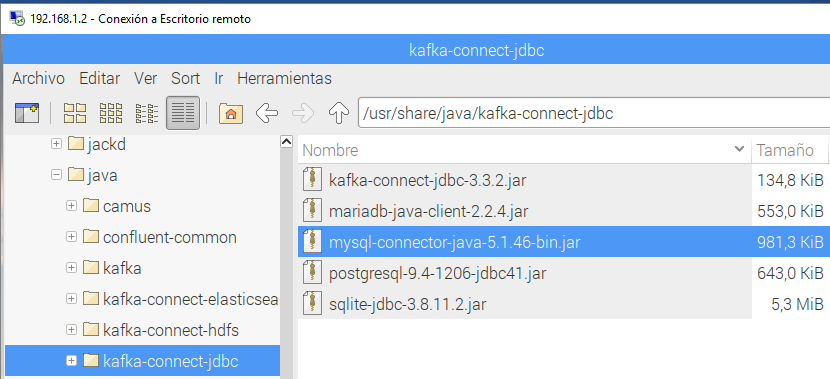 192.168.1.2 - Conexión a Escritorio remoto
kafka-connect-jdbc
Archivo Editar Ver Sort Ir Herramientas
/usr/share/java/kafka-connect-jdbc
jackd
java
camus
confluent-common
kafka
kafka-connect-elasticsea
kafka-connect-hdfs
kafka-connect-jdbc
Nombre Tamaño
kafka-connect-jdbc-3.3.2.jar 134,8 KiB
mariadb-java-client-2.2.4.jar 553,0 KiB
mysql-connector-java-5.1.46-bin.jar 981,3 KiB
postgresql-9.4-1206-jdbc41.jar 643,0 KiB
sqlite-jdbc-3.8.11.2.jar 5,3 MiB